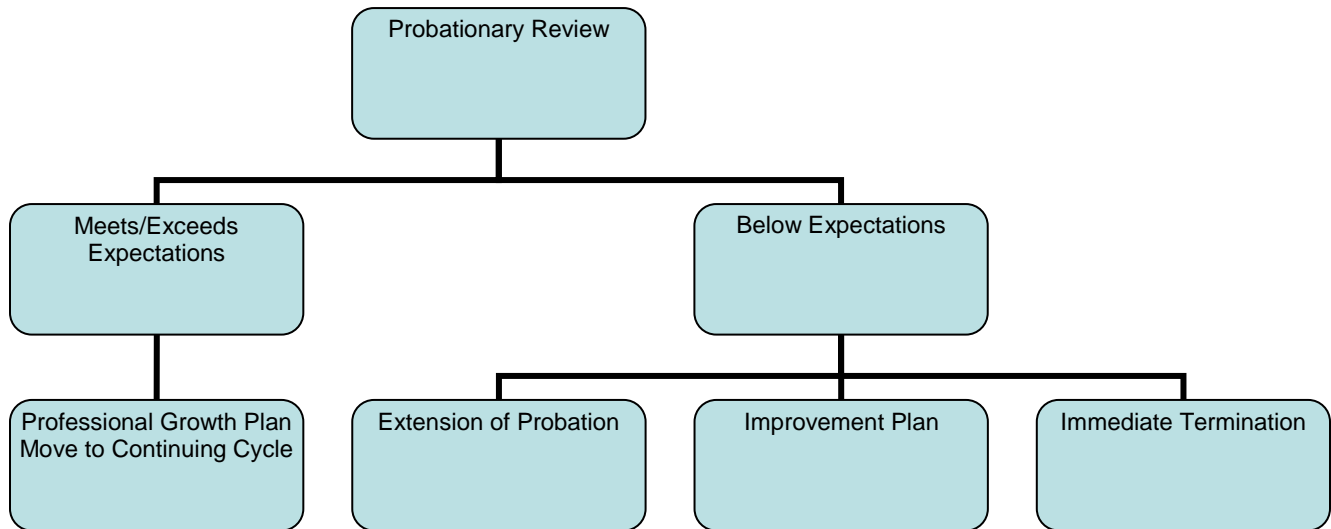 Probationary Review
Meets/Exceeds
Expectations
Below Expectations
Professional Growth Plan
Move to Continuing Cycle
Extension of Probation
Improvement Plan
Immediate Termination